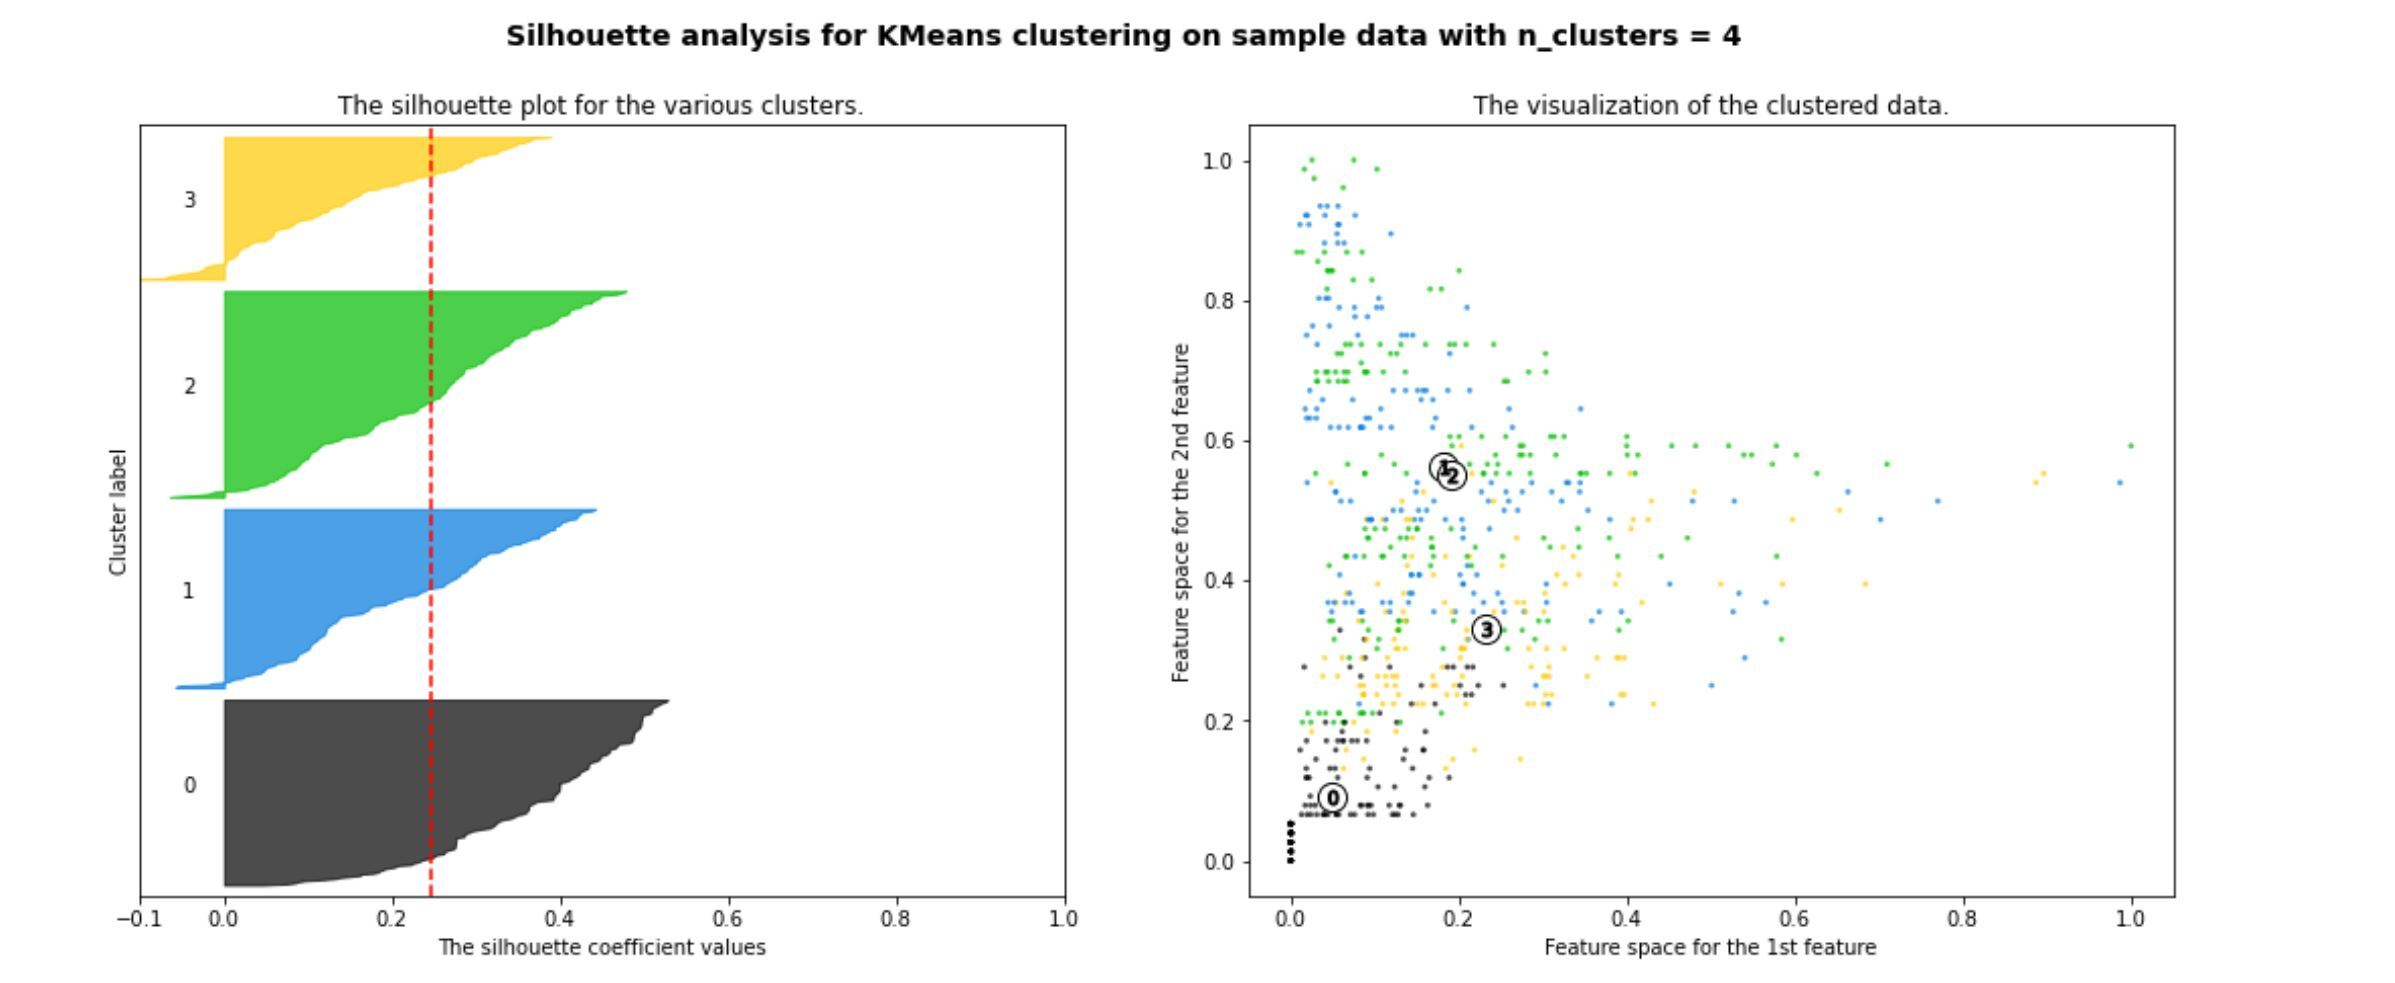 Silhouette analysis for KMeans clustering on sample data with n_clusters = 4
The silhouette plot for the various clusters.
3
2
1
0
Cluster label
−0.1 0.0 0.2 0.4 0.6 0.8 1.0
The silhouette coefficient values
The visualization of the clustered data.
1.0
0.8
0.6
0.4
0.2
0.0
Feature space for the 2nd feature
1
2
3
0
0.0 0.2 0.4 0.6 0.8 1.0
Feature space for the 1st feature